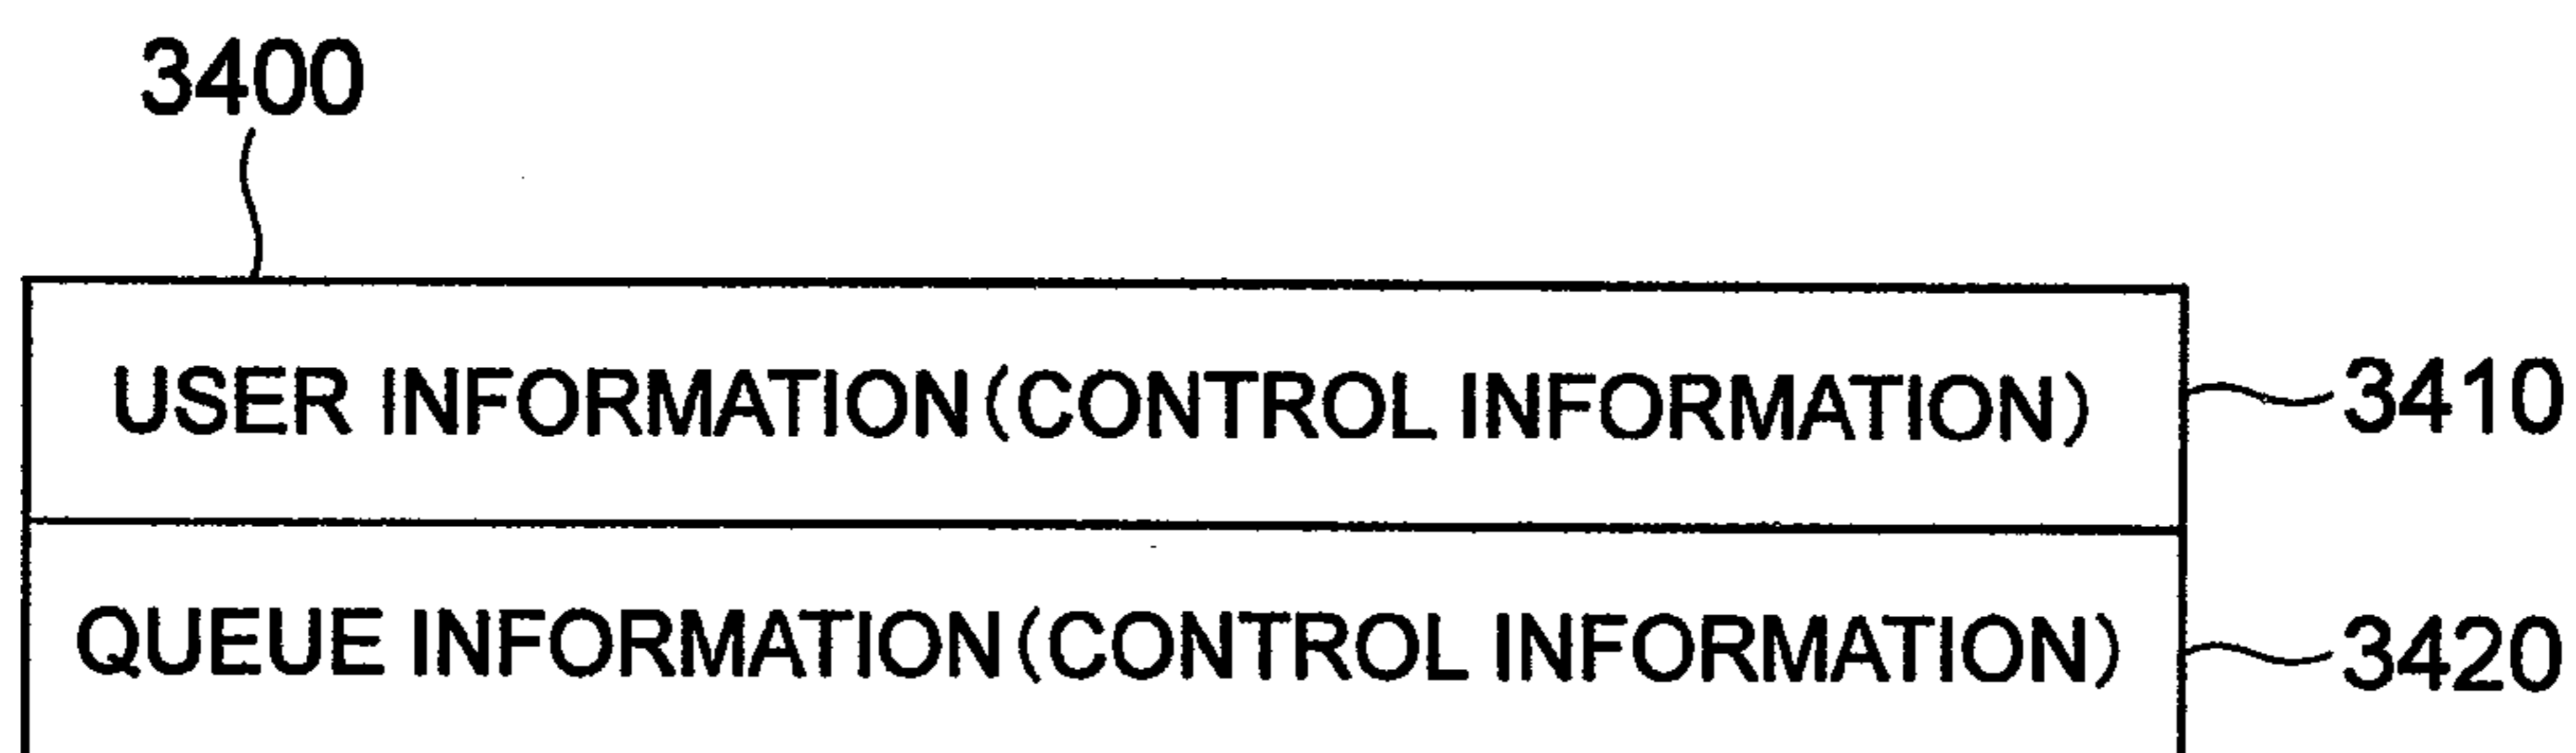 3400
USER INFORMATION(CONTROL INFORMATION) 3410
QUEUE INFORMATION(CONTROL INFORMATION) 3420